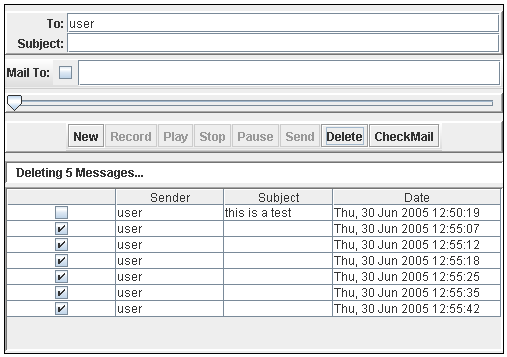 To: user
Subject:
Mail To:
New Record Play Stop Pause Send Delete CheckMail
Deleting 5 Messages...
Sender Subject Date
user this is a test Thu, 30 Jun 2005 12:50:19
user Thu, 30 Jun 2005 12:55:07
user Thu, 30 Jun 2005 12:55:12
user Thu, 30 Jun 2005 12:55:18
user Thu, 30 Jun 2005 12:55:25
user Thu, 30 Jun 2005 12:55:35
user Thu, 30 Jun 2005 12:55:42